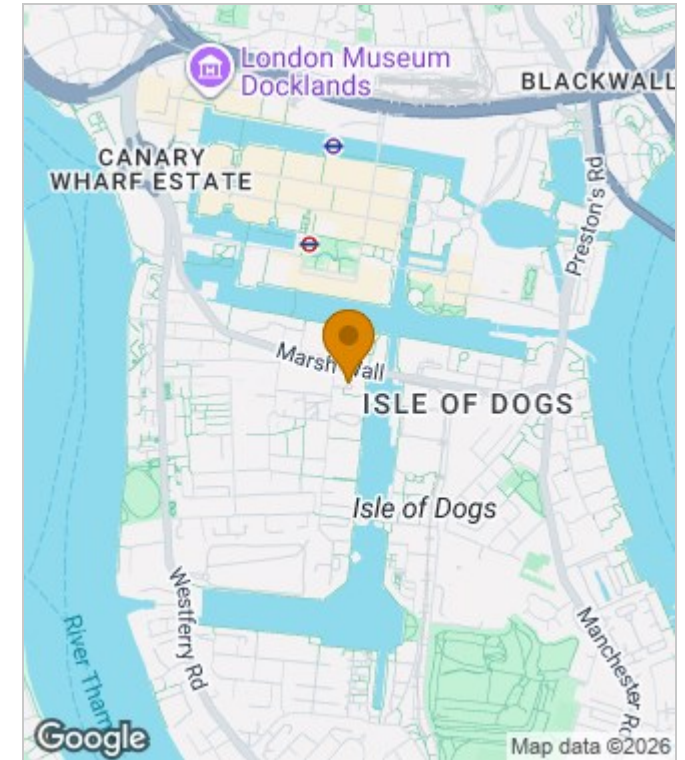 London Museum
Docklands
BLACKWALL
CANARY
WHARF ESTATE
Preston's Rd
Marsh Wall
ISLE OF DOGS
Isle of Dogs
Westferry Rd
River Tham
Manchester Rd
Google
Map data ©2026